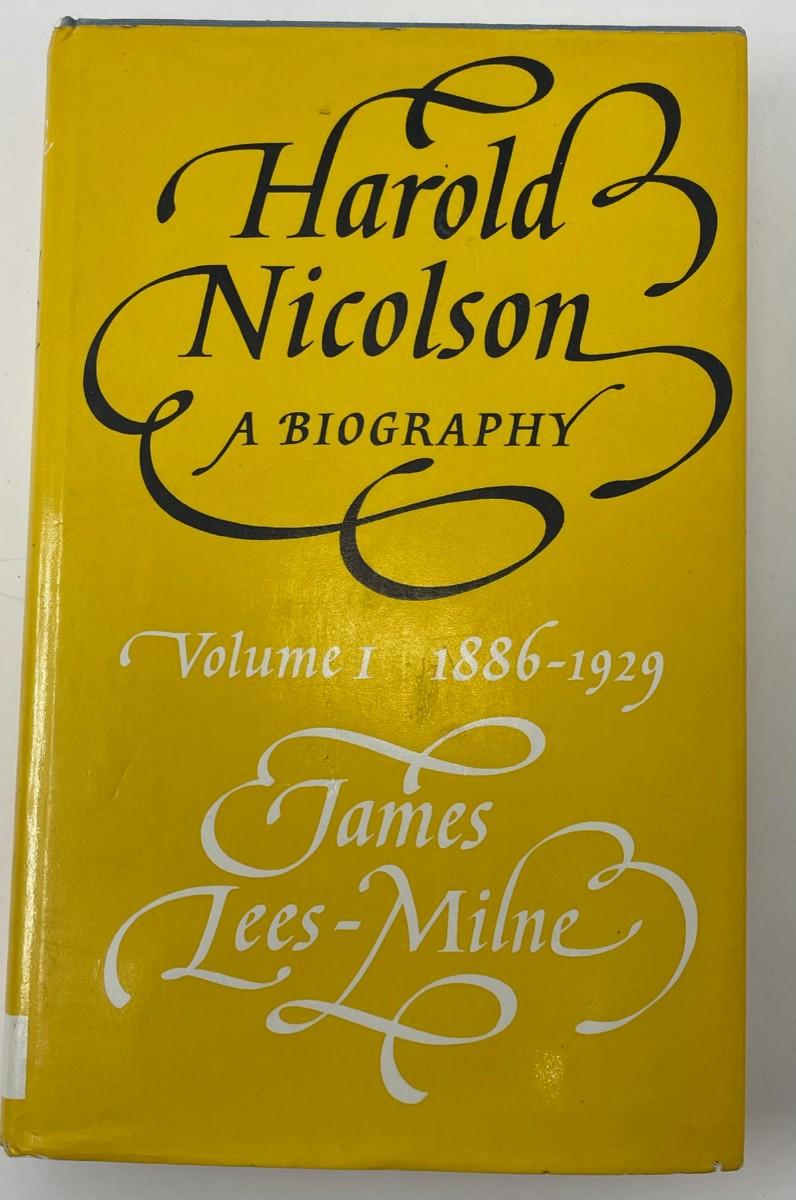 Harold
Nicolson
A BIOGRAPHY
Volume I 1886-1929
James
Lees-Milne